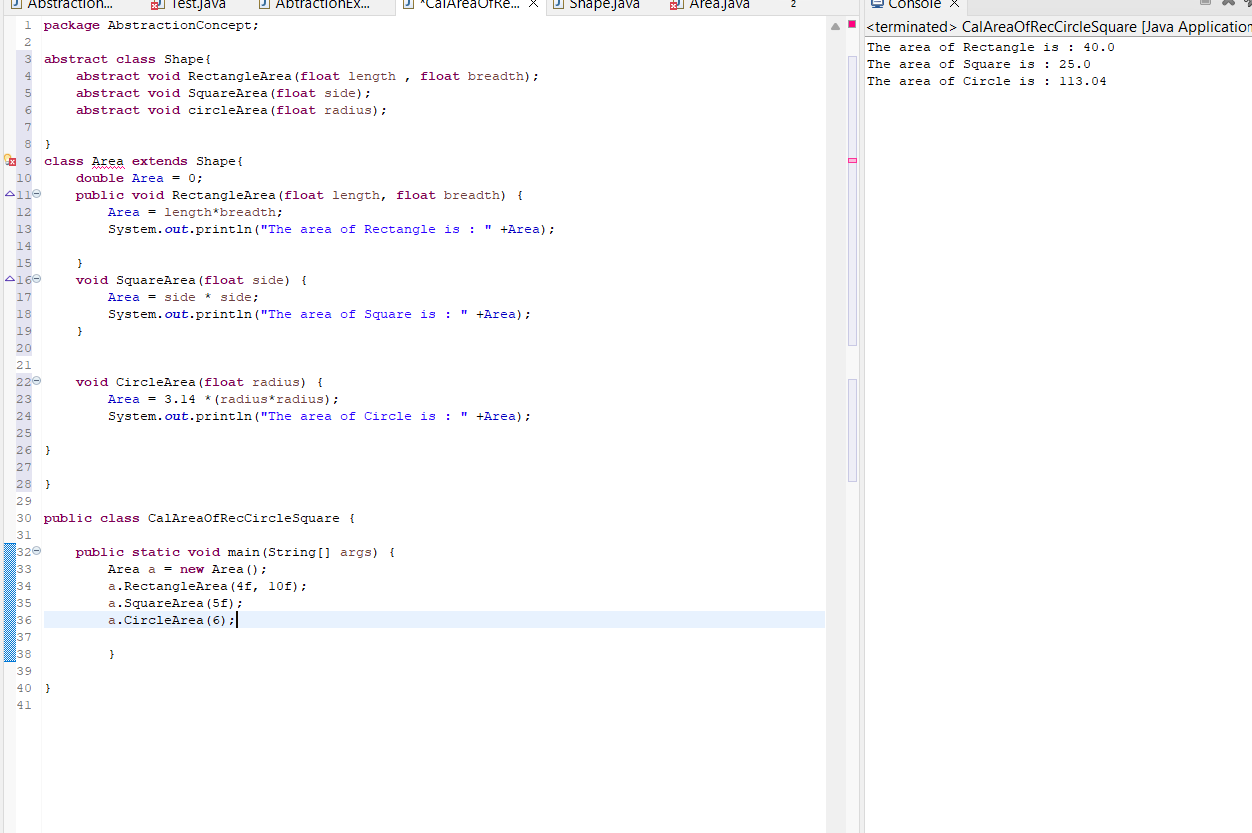 Abstraction... Test.java AbtractionEx... *CalAreaOfRe... Shape.java Area.java 2
1 package AbstractionConcept;
2
3 abstract class Shape{
4 abstract void RectangleArea(float length , float breadth);
5 abstract void SquareArea(float side);
6 abstract void circleArea(float radius);
7
8 }
9 class Area extends Shape{
10 double Area = 0;
11 public void RectangleArea(float length, float breadth) {
12 Area = length*breadth;
13 System.out.println("The area of Rectangle is : " +Area);
14
15 }
16 void SquareArea(float side) {
17 Area = side * side;
18 System.out.println("The area of Square is : " +Area);
19 }
20
21
22 void CircleArea(float radius) {
23 Area = 3.14 *(radius*radius);
24 System.out.println("The area of Circle is : " +Area);
25
26 }
27
28 }
29
30 public class CalAreaOfRecCircleSquare {
31
32 public static void main(String[] args) {
33 Area a = new Area();
34 a.RectangleArea(4f, 10f);
35 a.SquareArea(5f);
36 a.CircleArea(6);
37
38 }
39
40 }
41
Console
<terminated> CalAreaOfRecCircleSquare [Java Application
The area of Rectangle is : 40.0
The area of Square is : 25.0
The area of Circle is : 113.04